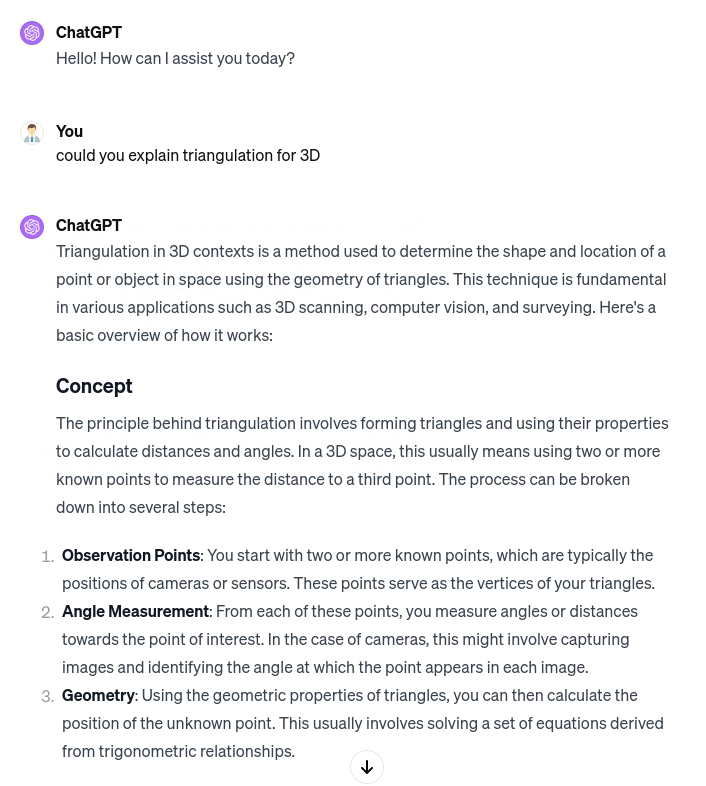 ChatGPT
Hello! How can I assist you today?
You
could you explain triangulation for 3D
ChatGPT
Triangulation in 3D contexts is a method used to determine the shape and location of a
point or object in space using the geometry of triangles. This technique is fundamental
in various applications such as 3D scanning, computer vision, and surveying. Here's a
basic overview of how it works:
Concept
The principle behind triangulation involves forming triangles and using their properties
to calculate distances and angles. In a 3D space, this usually means using two or more
known points to measure the distance to a third point. The process can be broken
down into several steps:
1. Observation Points: You start with two or more known points, which are typically the
positions of cameras or sensors. These points serve as the vertices of your triangles.
2. Angle Measurement: From each of these points, you measure angles or distances
towards the point of interest. In the case of cameras, this might involve capturing
images and identifying the angle at which the point appears in each image.
3. Geometry: Using the geometric properties of triangles, you can then calculate the
position of the unknown point. This usually involves solving a set of equations derived
from trigonometric relationships.